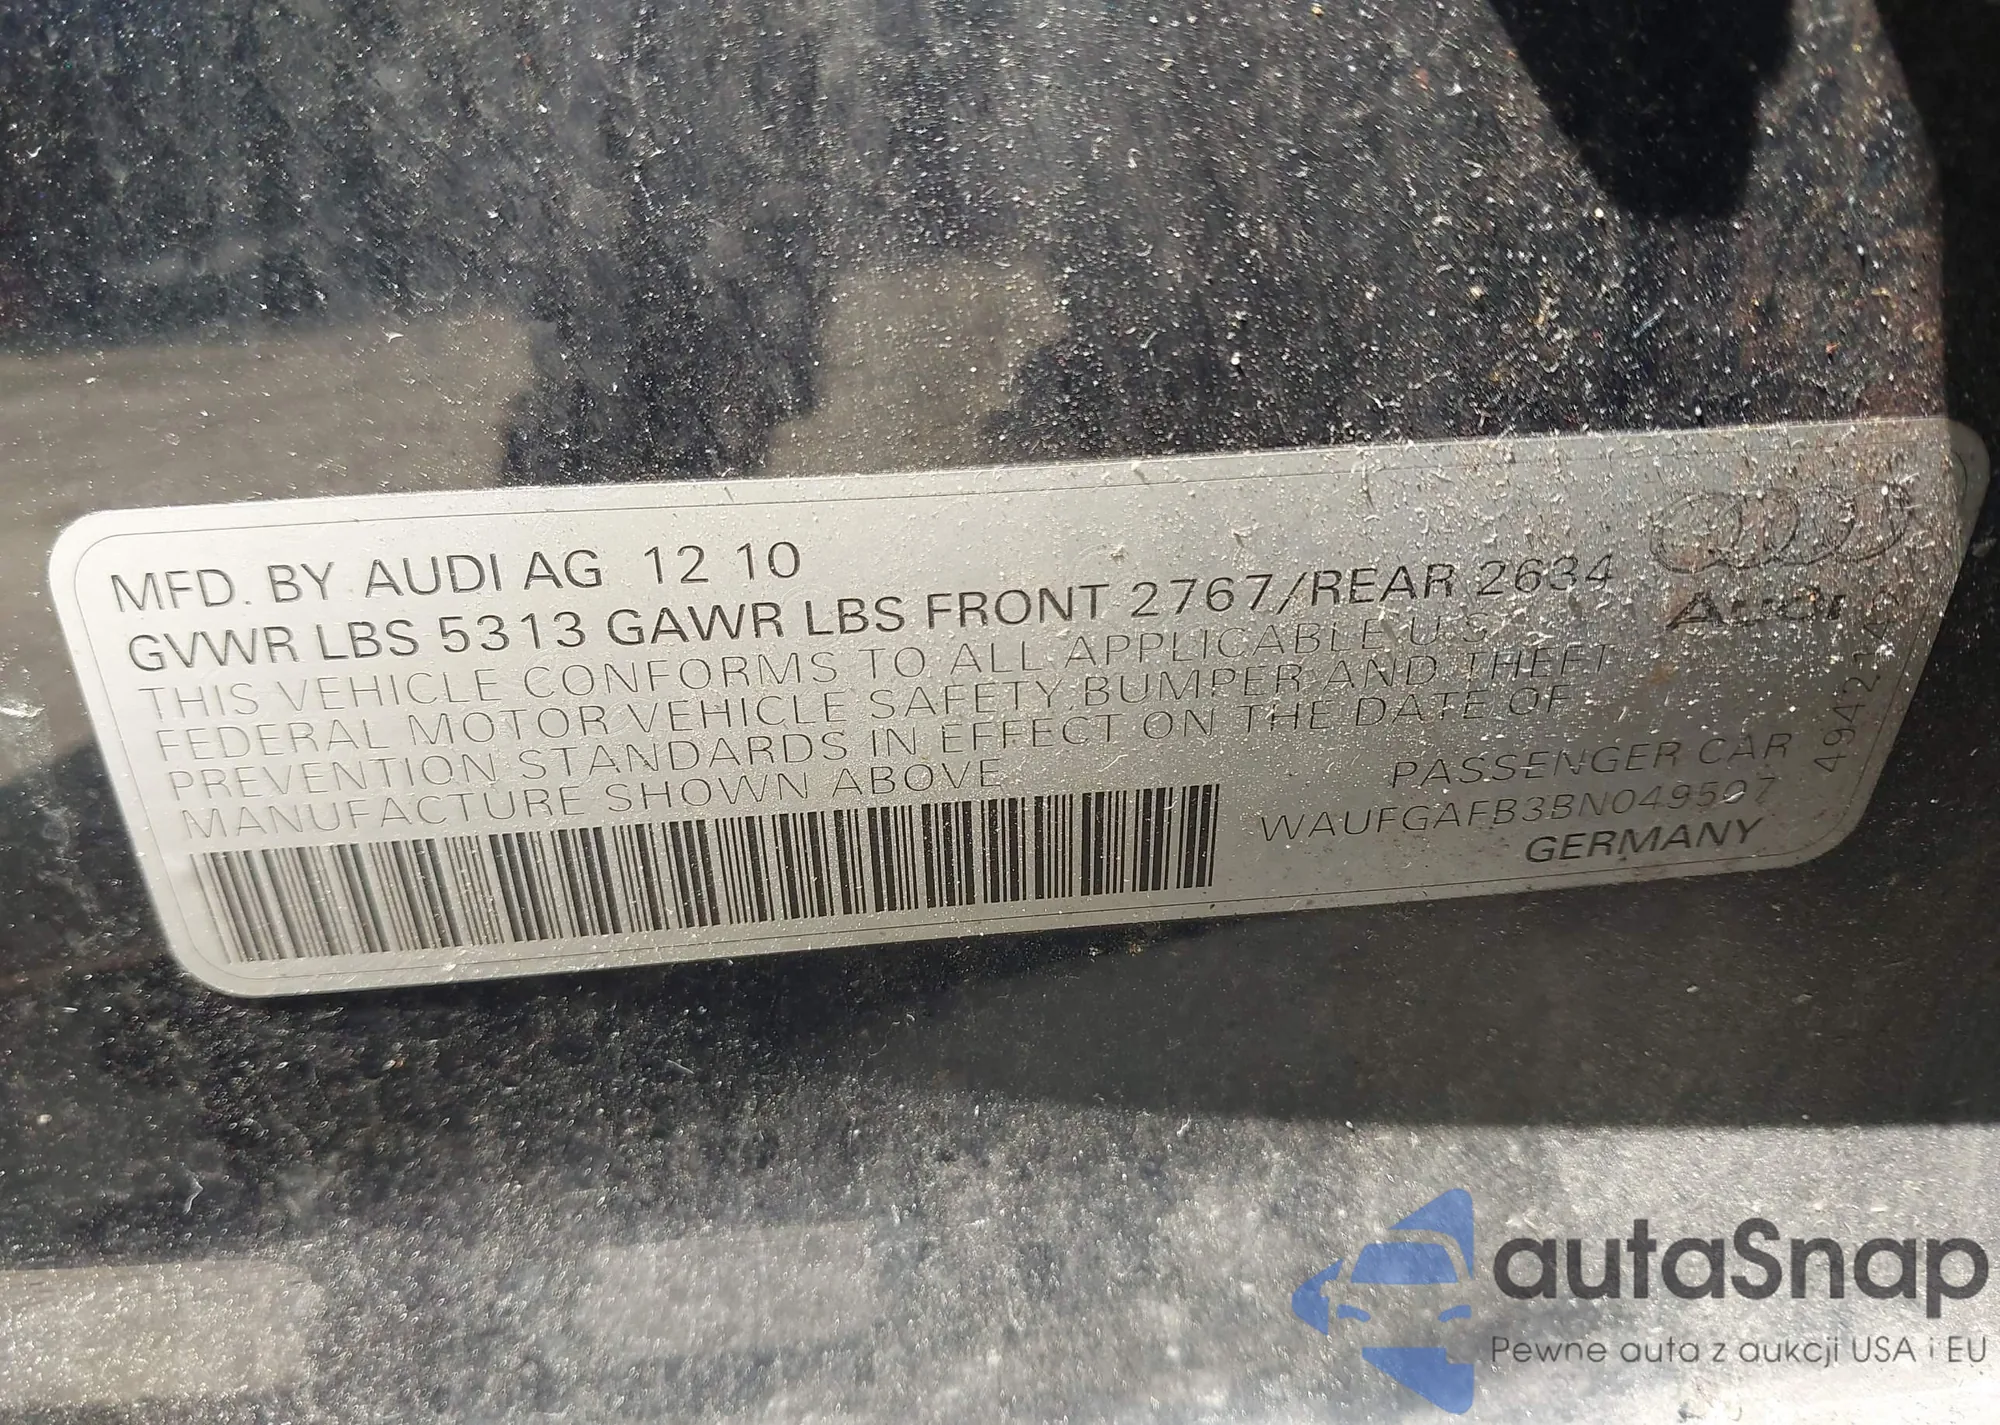 MFD. BY AUDI AG 12 10
GVWR LBS 5313 GAWR LBS FRONT 2767/REAR 2634
THIS VEHICLE CONFORMS TO ALL APPLICABLE U.S.
FEDERAL MOTOR VEHICLE SAFETY, BUMPER AND THEFT
PREVENTION STANDARDS IN EFFECT ON THE DATE OF
MANUFACTURE SHOWN ABOVE
PASSENGER CAR
WAUFGAFB3BN049507
GERMANY
Audi
autaSnap
Pewne auta z aukcji USA i EU